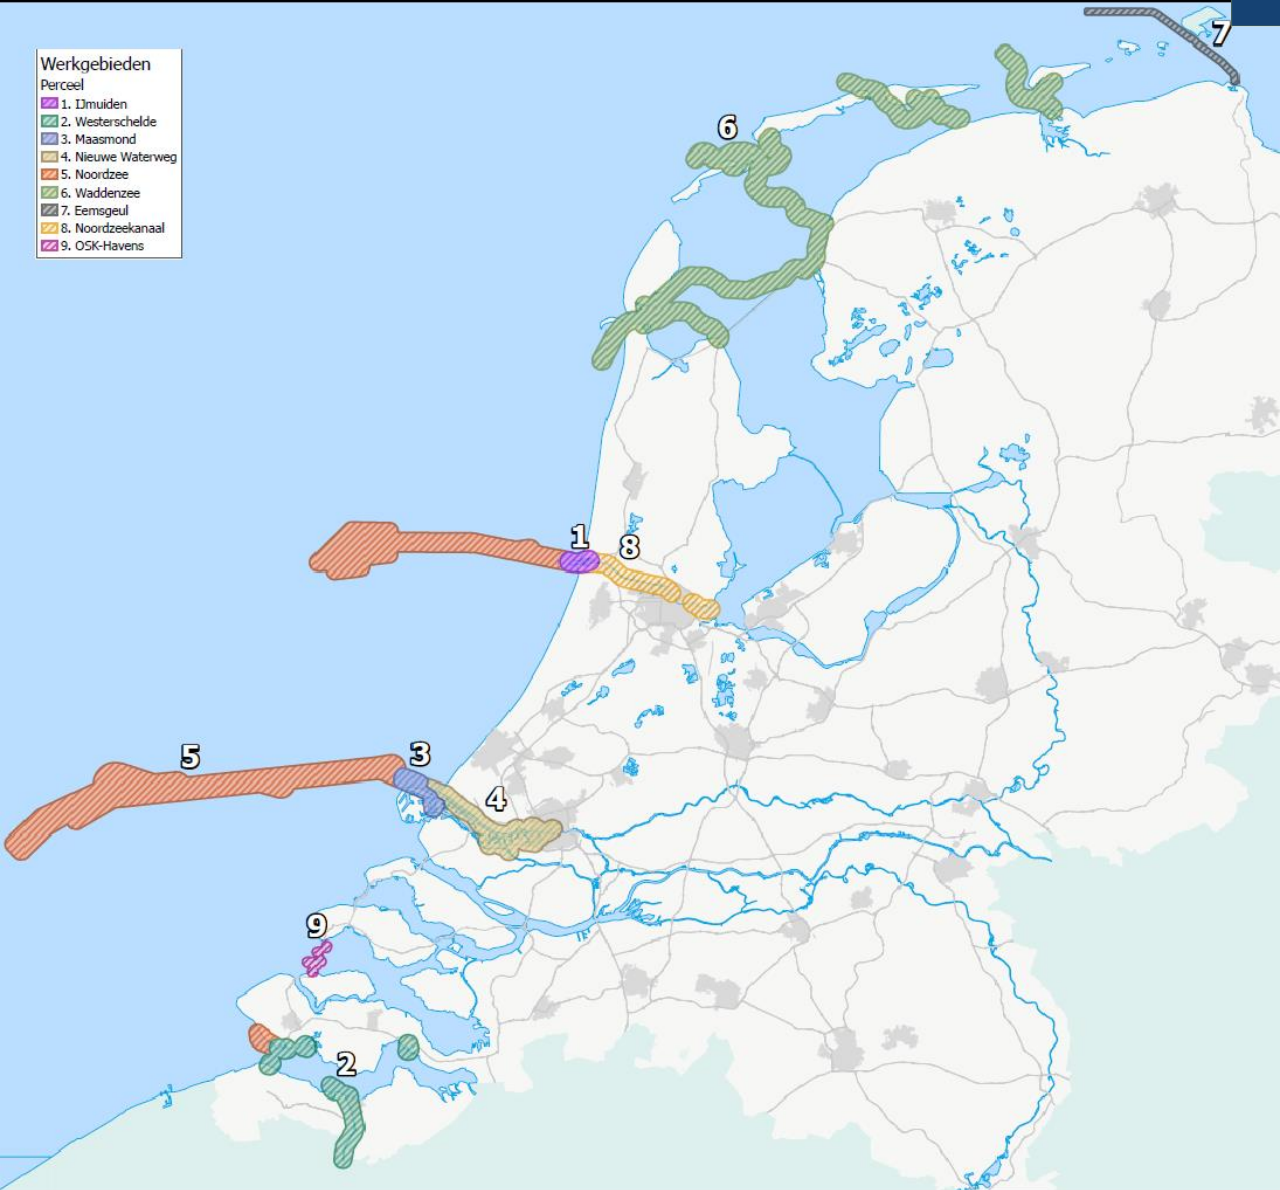 Werkgebieden
Perceel
1. IJmuiden
2. Westerschelde
3. Maasmond
4. Nieuwe Waterweg
5. Noordzee
6. Waddenzee
7. Eemsgeul
8. Noordzeekanaal
9. OSK-Havens
7
6
1
8
5
3
4
9
2